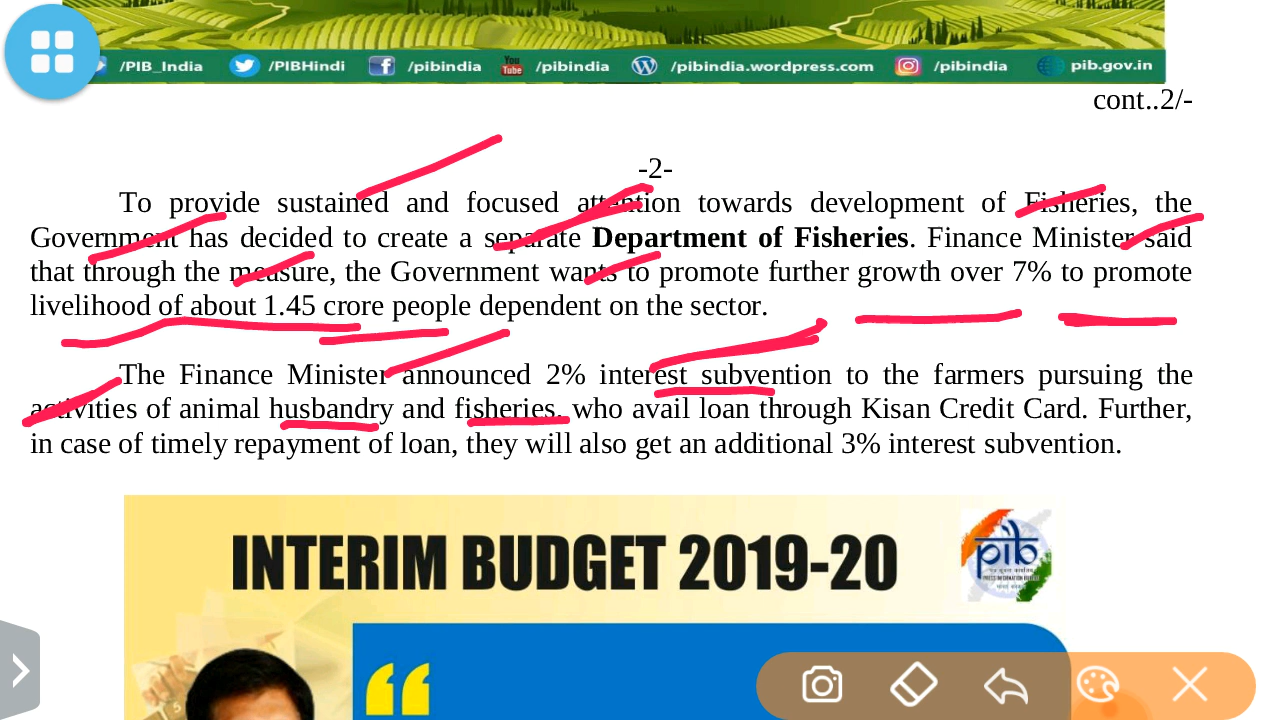 /PIB_India /PIBHindi /pibindia You Tube /pibindia /pibindia.wordpress.com /pibindia pib.gov.in
cont..2/-
-2-
To provide sustained and focused attention towards development of Fisheries, the
Government has decided to create a separate Department of Fisheries. Finance Minister said
that through the measure, the Government wants to promote further growth over 7% to promote
livelihood of about 1.45 crore people dependent on the sector.
The Finance Minister announced 2% interest subvention to the farmers pursuing the
activities of animal husbandry and fisheries, who avail loan through Kisan Credit Card. Further,
in case of timely repayment of loan, they will also get an additional 3% interest subvention.
INTERIM BUDGET 2019-20
pib
PRESS INFORMATION BUREAU
“